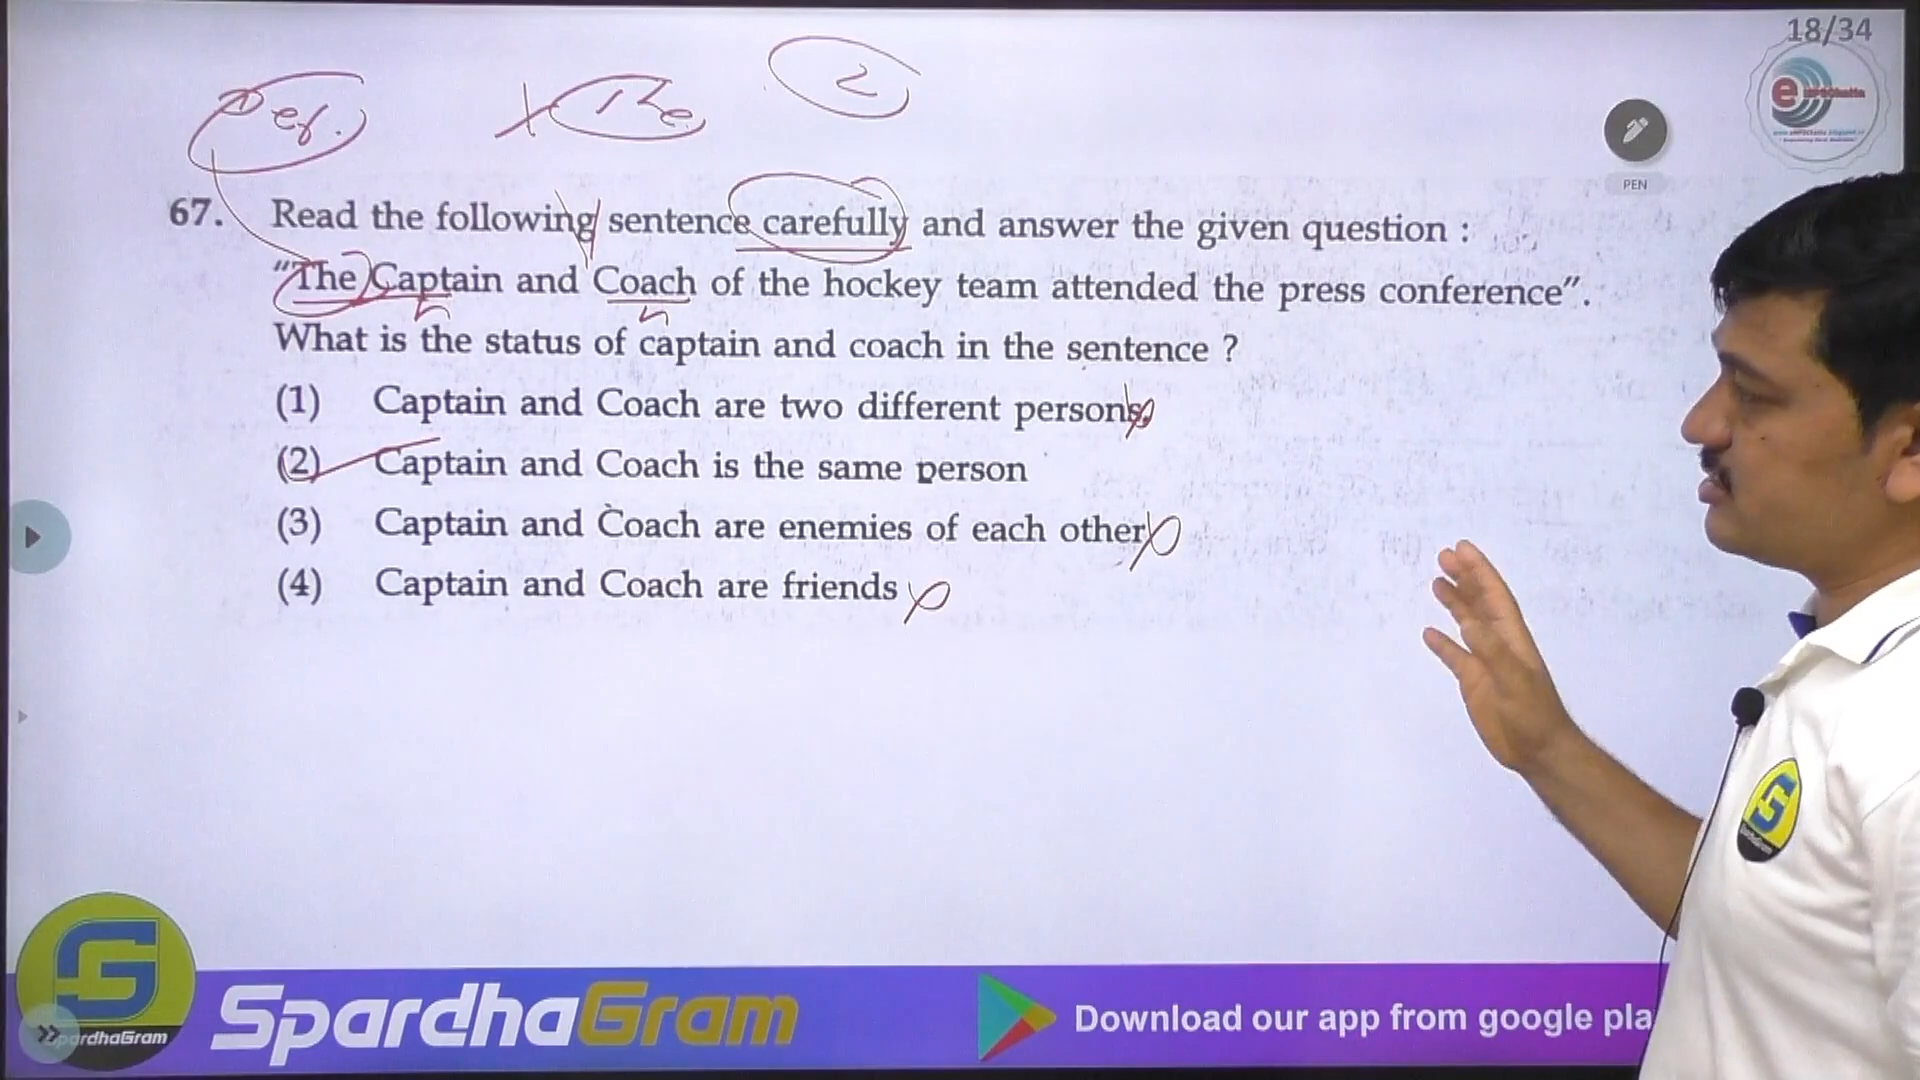 18/34
Def.
The
2
e
PEN
67. Read the following sentence carefully and answer the given question :
"The Captain and Coach of the hockey team attended the press conference".
What is the status of captain and coach in the sentence ?
(1) Captain and Coach are two different persons
(2) Captain and Coach is the same person
(3) Captain and Coach are enemies of each other
(4) Captain and Coach are friends
SpardhaGram
SpardhaGram
Download our app from google pla